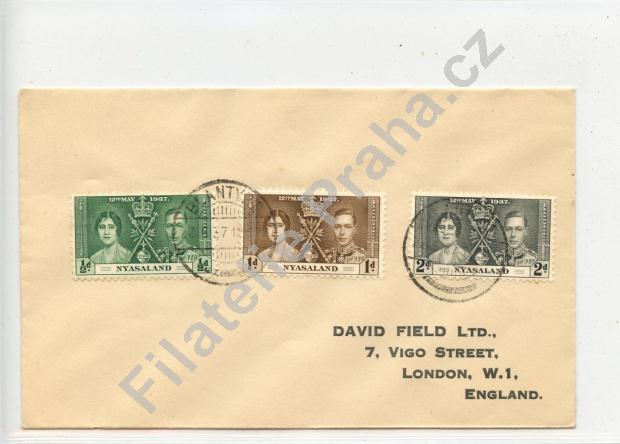 Filatelie-Praha.cz
12TH MAY 1937.
½d ½d
NYASALAND
12TH MAY 1937.
1d 1d
NYASALAND
12TH MAY 1937.
2d 2d
NYASALAND
DAVID FIELD LTD.,
7, VIGO STREET,
LONDON, W.1,
ENGLAND.